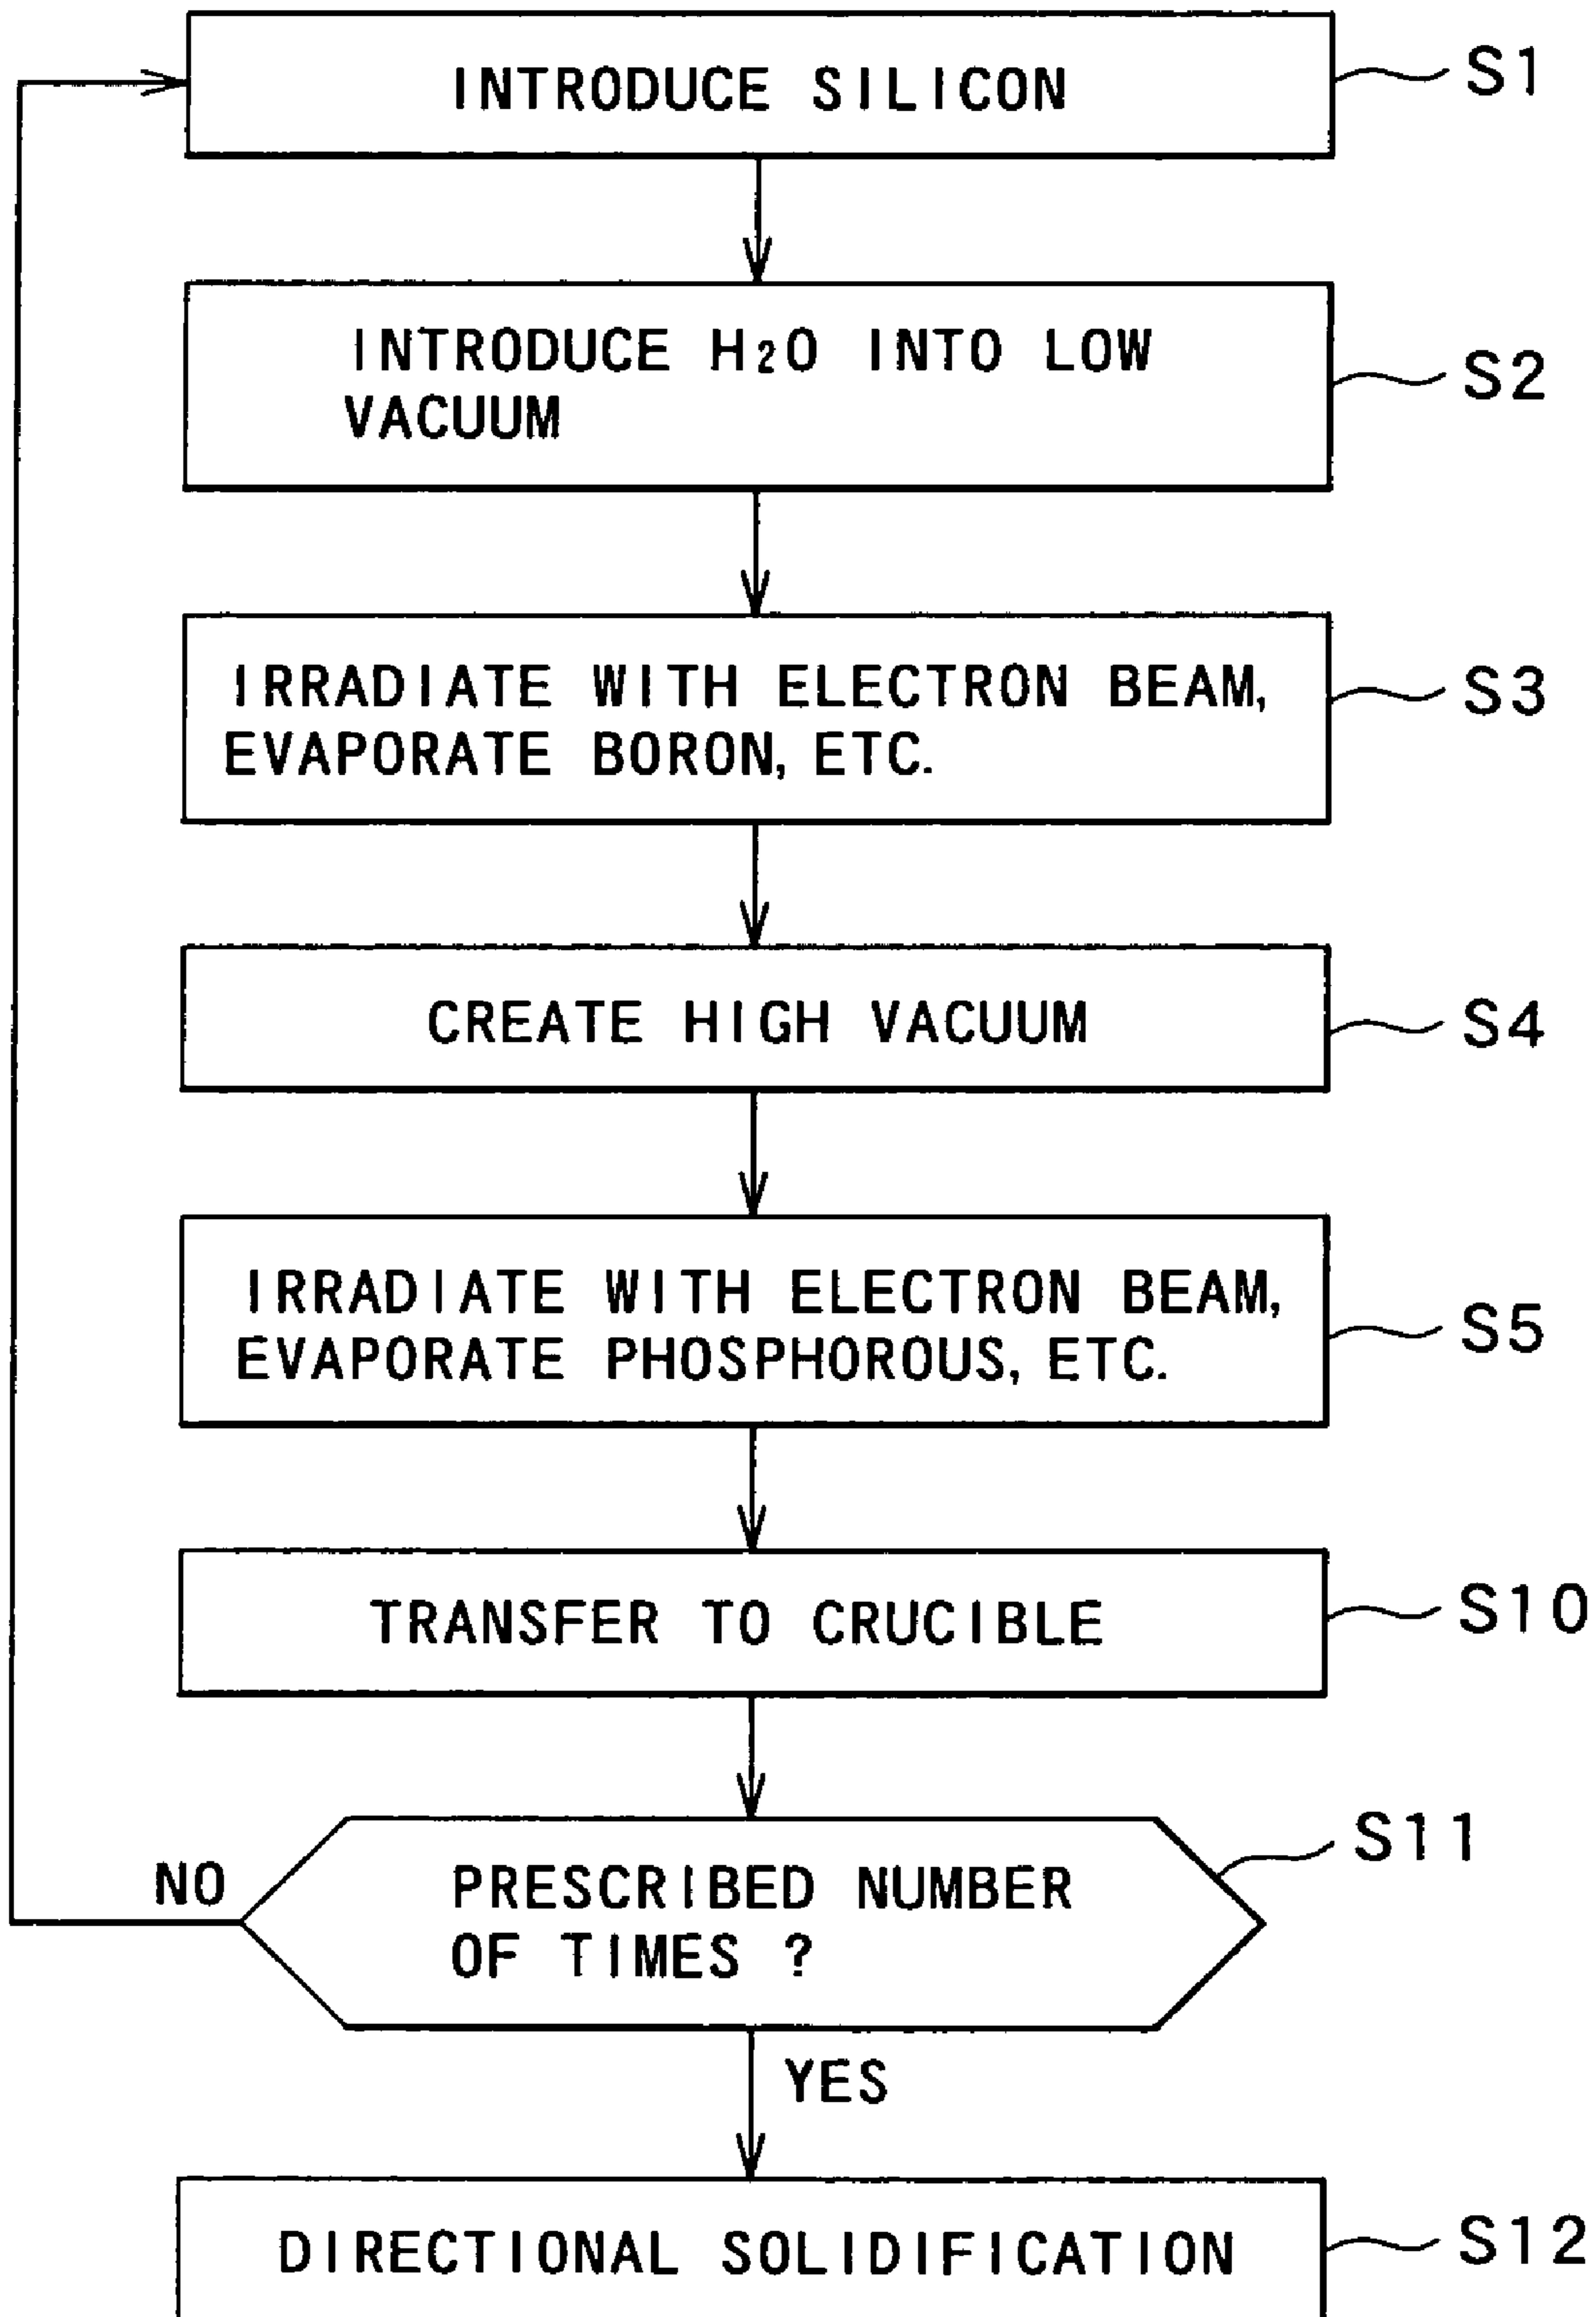 INTRODUCE SILICON
S1
INTRODUCE H₂O INTO LOW
VACUUM
S2
IRRADIATE WITH ELECTRON BEAM,
EVAPORATE BORON, ETC.
S3
CREATE HIGH VACUUM
S4
IRRADIATE WITH ELECTRON BEAM,
EVAPORATE PHOSPHOROUS, ETC.
S5
TRANSFER TO CRUCIBLE
S10
PRESCRIBED NUMBER
OF TIMES ?
S11
NO
YES
DIRECTIONAL SOLIDIFICATION
S12